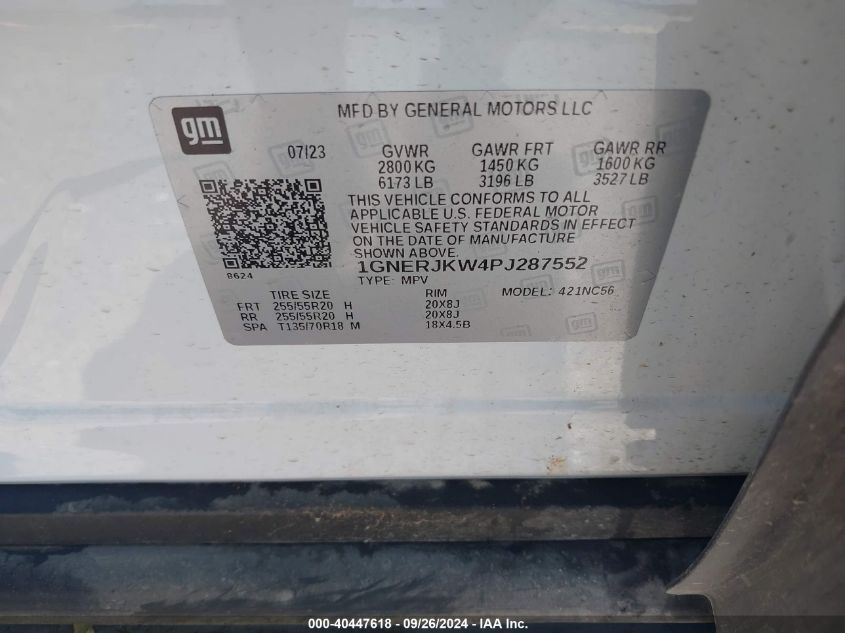 gm
MFD BY GENERAL MOTORS LLC
07/23 GVWR GAWR FRT GAWR RR
2800 KG 1450 KG 1600 KG
6173 LB 3196 LB 3527 LB
THIS VEHICLE CONFORMS TO ALL
APPLICABLE U.S. FEDERAL MOTOR
VEHICLE SAFETY STANDARDS IN EFFECT
ON THE DATE OF MANUFACTURE
SHOWN ABOVE.
8624
1GNERJKW4PJ287552
TYPE: MPV MODEL: 421NC56
TIRE SIZE RIM
FRT 255/55R20 H 20X8J
RR 255/55R20 H 20X8J
SPA T135/70R18 M 18X4.5B
000-40447618 - 09/26/2024 - IAA Inc.